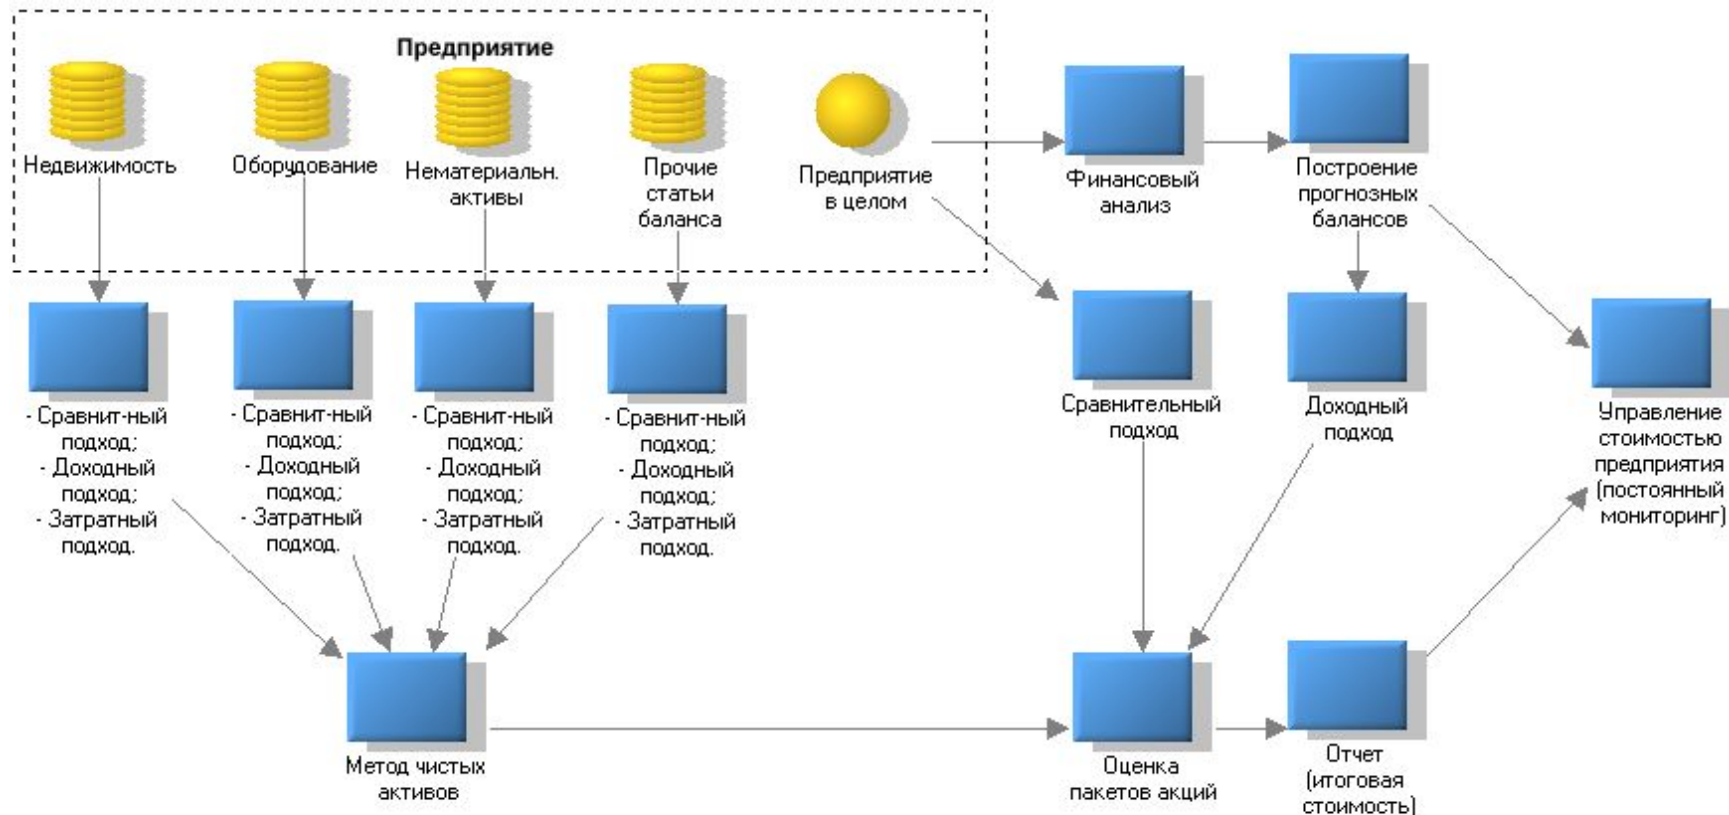 Предприятие
Недвижимость
Оборудование
Нематериальн.
активы
Прочие
статьи
баланса
Предприятие
в целом
Финансовый
анализ
Построение
прогнозных
балансов
- Сравнит-ный
подход;
- Доходный
подход;
- Затратный
подход.
- Сравнит-ный
подход;
- Доходный
подход;
- Затратный
подход.
- Сравнит-ный
подход;
- Доходный
подход;
- Затратный
подход.
- Сравнит-ный
подход;
- Доходный
подход;
- Затратный
подход.
Сравнительный
подход
Доходный
подход
Управление
стоимостью
предприятия
(постоянный
мониторинг)
Метод чистых
активов
Оценка
пакетов акций
Отчет
(итоговая
стоимость)